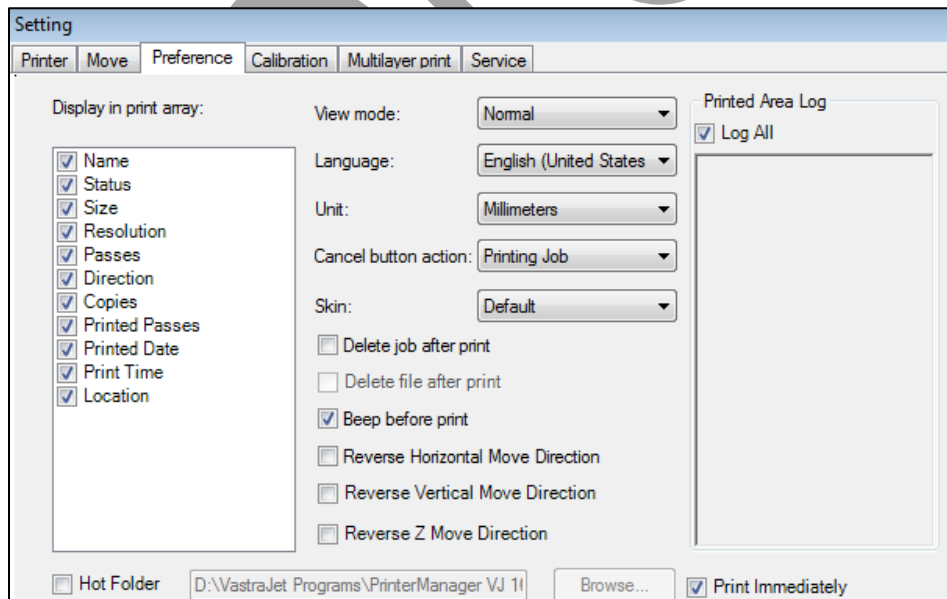 Setting
Printer Move Preference Calibration Multilayer print Service
Display in print array:
Name
Status
Size
Resolution
Passes
Direction
Copies
Printed Passes
Printed Date
Print Time
Location
View mode: Normal
Language: English (United States
Unit: Millimeters
Cancel button action: Printing Job
Skin: Default
Delete job after print
Delete file after print
Beep before print
Reverse Horizontal Move Direction
Reverse Vertical Move Direction
Reverse Z Move Direction
Printed Area Log
Log All
Hot Folder D:\VastraJet Programs\PrinterManager VJ Browse... Print Immediately